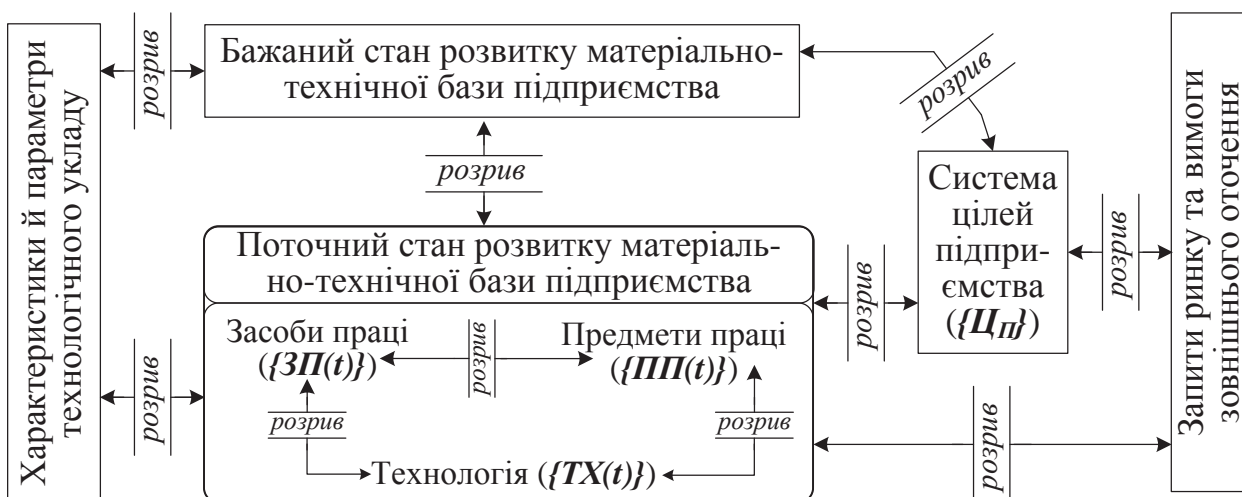 Характеристики й параметри
технологічного укладу
розрив
Бажаний стан розвитку матеріально-
технічної бази підприємства
розрив
розрив
Система
цілей
підпри-
ємства
({Ц_П})
розрив
Запити ринку та вимоги
зовнішнього оточення
Поточний стан розвитку матеріаль-
но-технічної бази підприємства
розрив
розрив
Засоби праці
({ЗП(t)})
розрив
Предмети праці
({ПП(t)})
розрив
розрив
Технологія ({ТХ(t)})
розрив